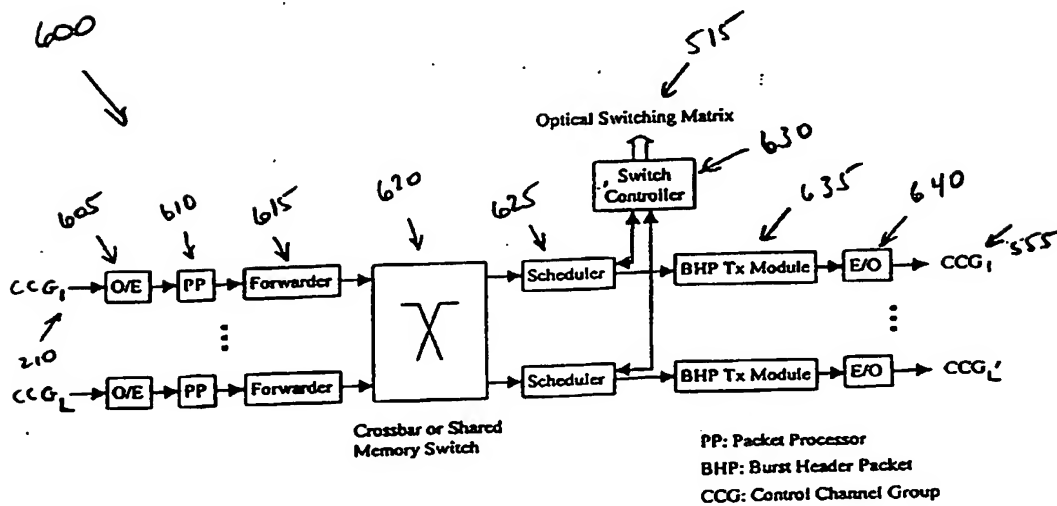 600
515
Optical Switching Matrix
630
Switch
Controller
605
610
615
620
625
635
640
555
CCG₁ O/E PP Forwarder Scheduler BHP Tx Module E/O CCG₁
210
CCG_L O/E PP Forwarder Scheduler BHP Tx Module E/O CCG_L'
Crossbar or Shared
Memory Switch
PP: Packet Processor
BHP: Burst Header Packet
CCG: Control Channel Group